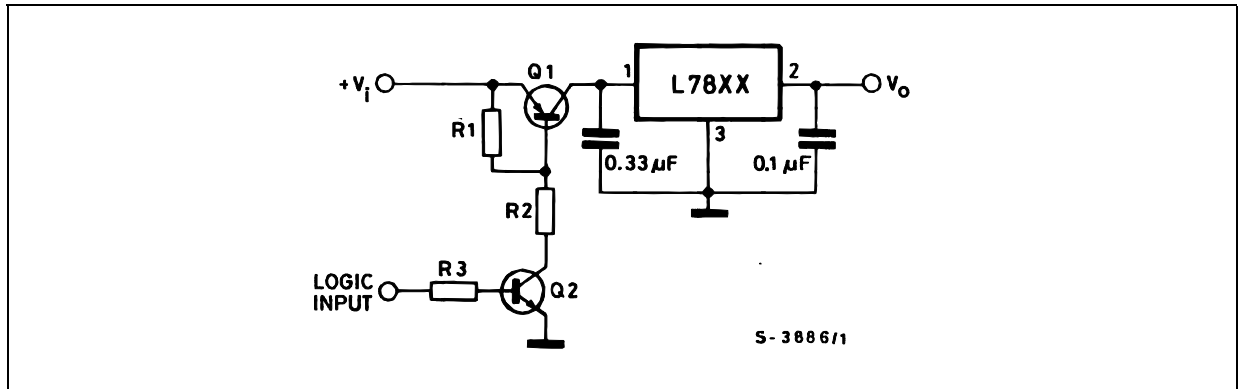 Q1
1
L78XX
2
+Vi
Vo
R1
3
0.33μF
0.1μF
R2
R3
LOGIC
INPUT
Q2
S-3886/1